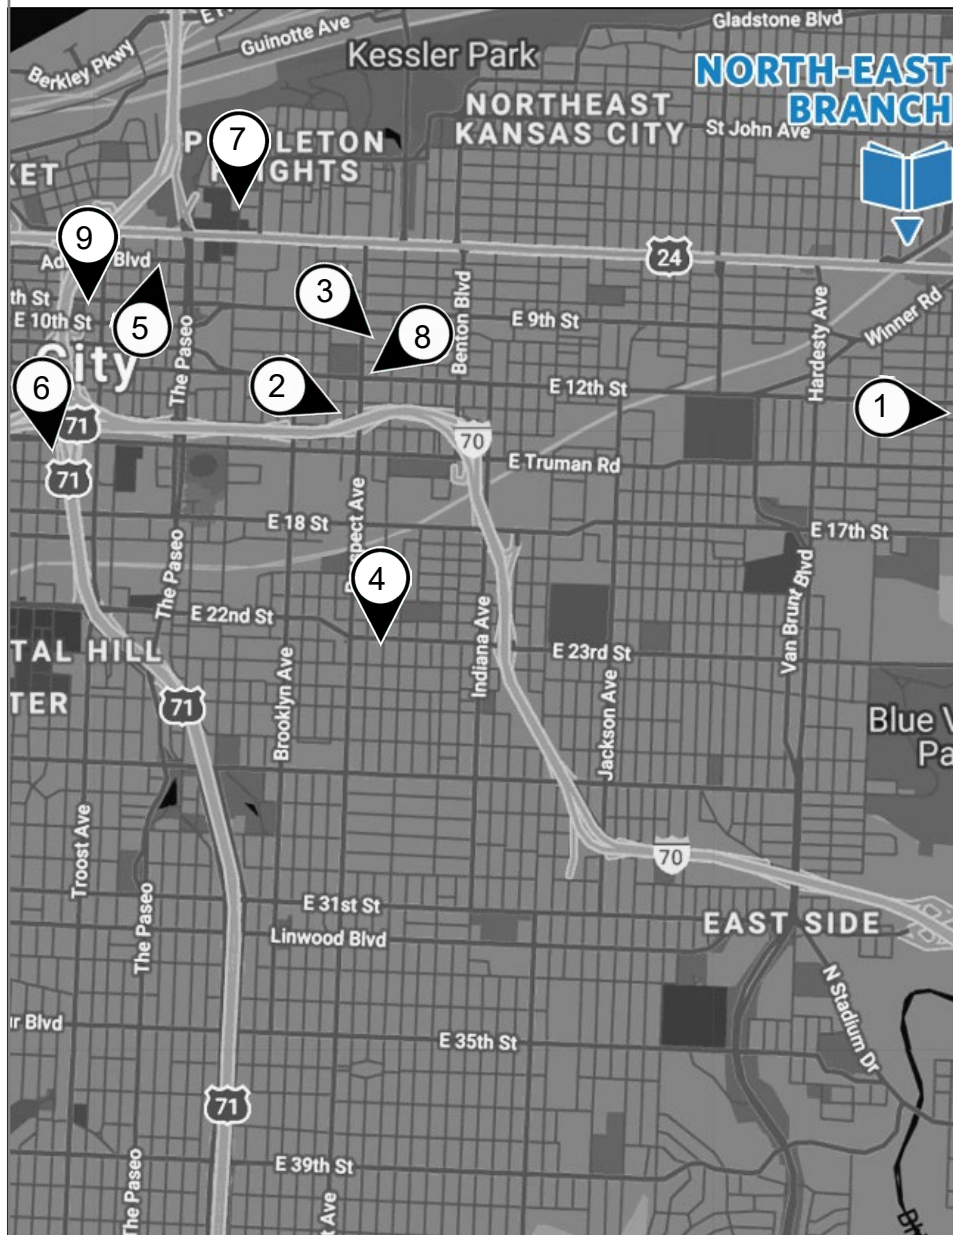 Gladstone Blvd
Guinotte Ave
Berkley Pkwy
Kessler Park
NORTH-EAST
BRANCH
NORTHEAST
KANSAS CITY
St John Ave
7
KET
9
24
Blvd
th St
E 10th St
5
3
8
Benton Blvd
E 9th St
Hardesty Ave
Winner Rd
City
The Paseo
6
2
E 12th St
1
71
70
E Truman Rd
71
E 18 St
E 17th St
4
The Paseo
E 22nd St
Indiana Ave
E 23rd St
Van Brunt Blvd
TAL HILL
TER
71
Brooklyn Ave
Jackson Ave
Blue V
Pa
Troost Ave
70
The Paseo
E 31st St
Linwood Blvd
EAST SIDE
N Stadium Dr
ur Blvd
E 35th St
71
E 39th St
The Paseo
t Ave